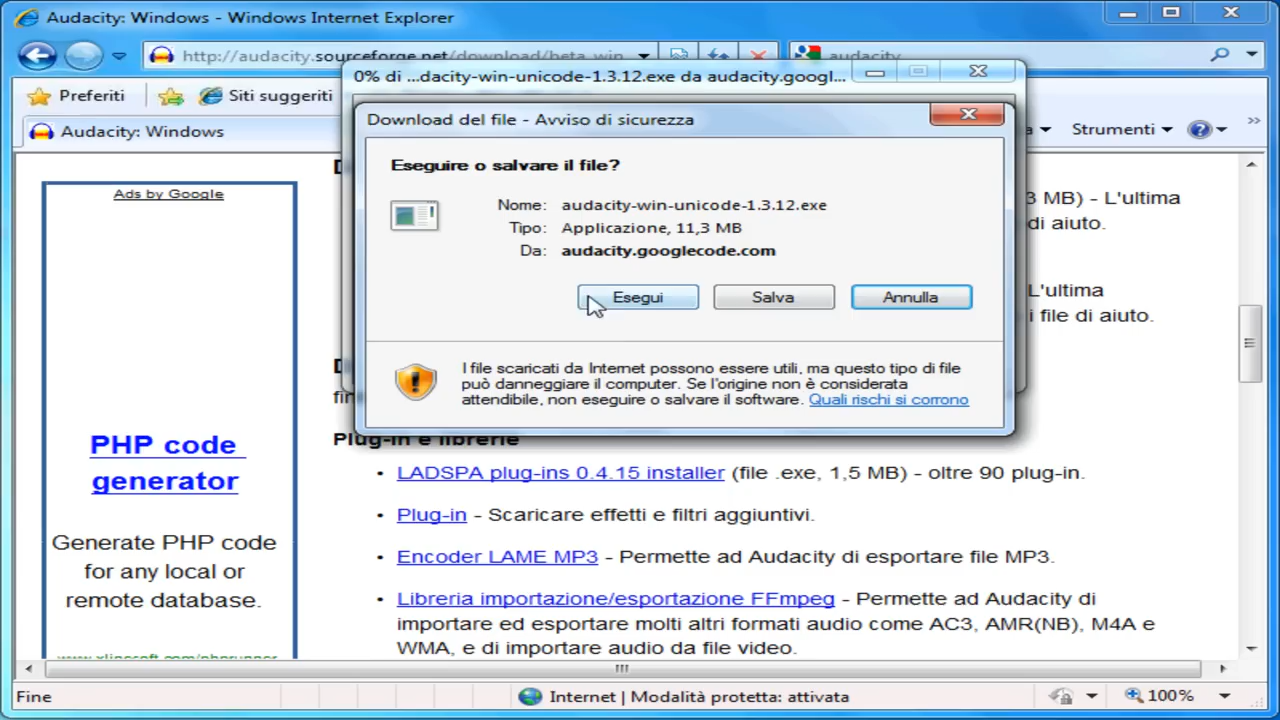 Audacity: Windows - Windows Internet Explorer
http://audacity.sourceforge.net/download/beta_win
audacity
0% di ...dacity-win-unicode-1.3.12.exe da audacity.googl...
Preferiti
Siti suggeriti
Download del file - Avviso di sicurezza
Audacity: Windows
Strumenti
Eseguire o salvare il file?
Ads by Google
Nome: audacity-win-unicode-1.3.12.exe
Tipo: Applicazione, 11,3 MB
Da: audacity.googlecode.com
3 MB) - L'ultima
di aiuto.
Esegui
Salva
Annulla
L'ultima
i file di aiuto.
I file scaricati da Internet possono essere utili, ma questo tipo di file
può danneggiare il computer. Se l'origine non è considerata
attendibile, non eseguire o salvare il software. Quali rischi si corrono
Plug-in e librerie
PHP code
generator
Generate PHP code
for any local or
remote database.
• LADSPA plug-ins 0.4.15 installer (file .exe, 1,5 MB) - oltre 90 plug-in.
• Plug-in - Scaricare effetti e filtri aggiuntivi.
• Encoder LAME MP3 - Permette ad Audacity di esportare file MP3.
• Libreria importazione/esportazione FFmpeg - Permette ad Audacity di
importare ed esportare molti altri formati audio come AC3, AMR(NB), M4A e
WMA, e di importare audio da file video.
Fine
Internet | Modalità protetta: attivata
100%